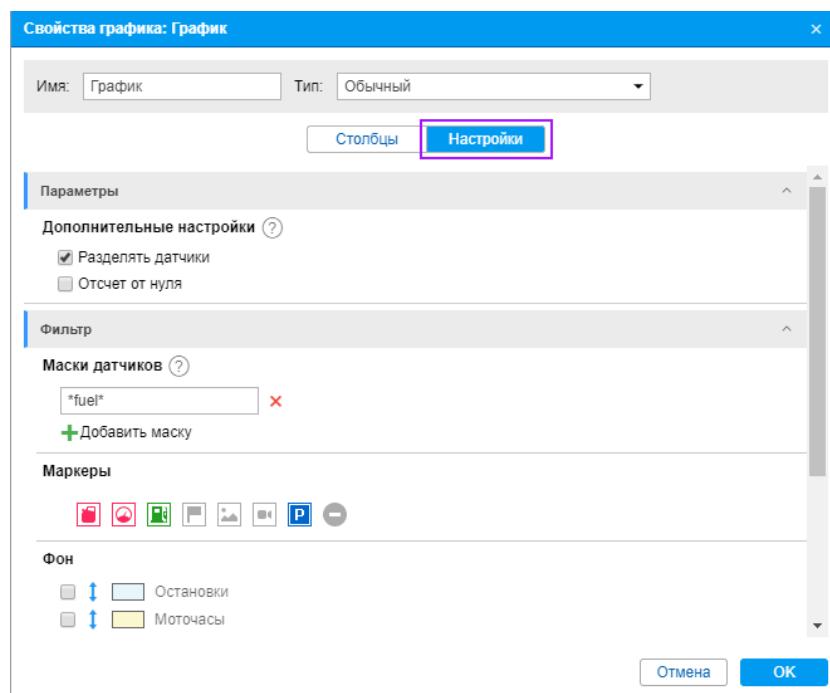 Свойства графика: График ×
Имя: График Тип: Обычный
Столбцы Настройки
Параметры
Дополнительные настройки ?
Разделять датчики
Отсчет от нуля
Фильтр
Маски датчиков ?
*fuel*
Добавить маску
Маркеры
P
Фон
Остановки
Моточасы
Отмена OK